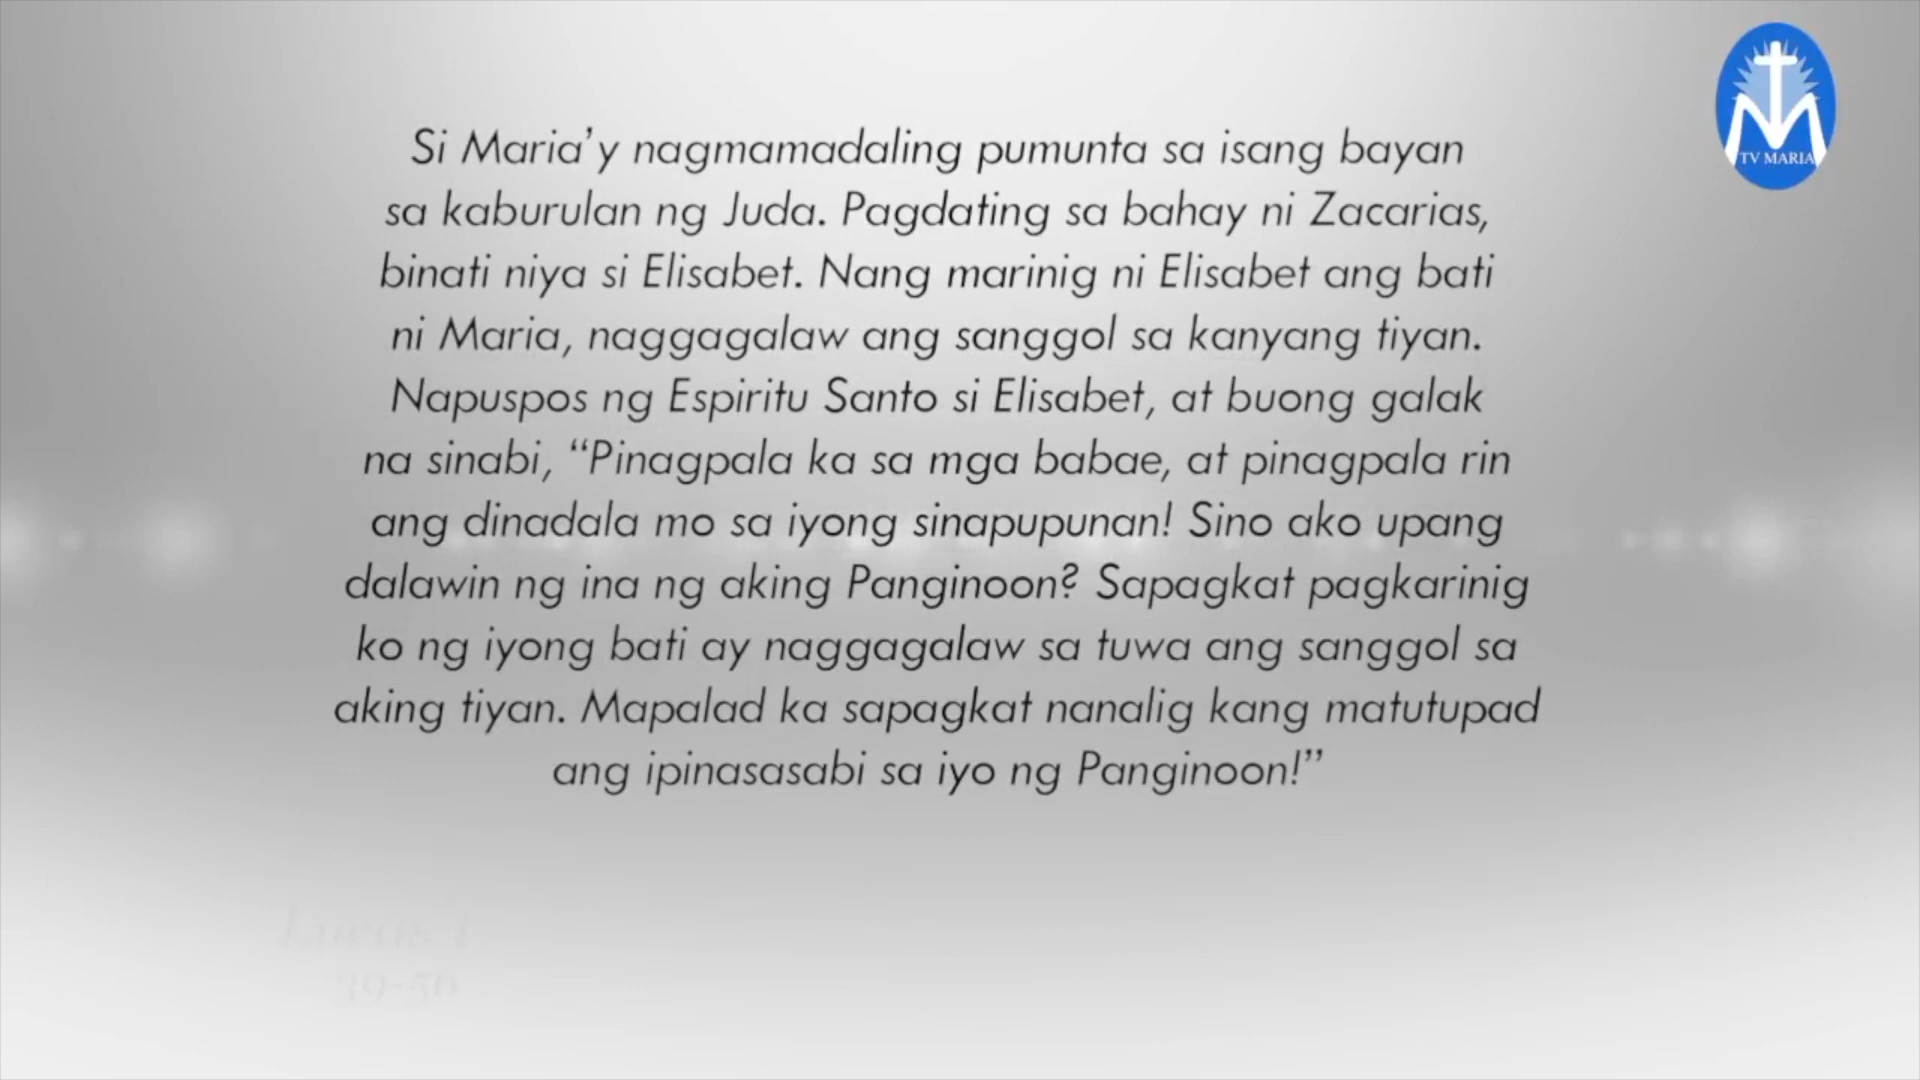 TV MARIA
Si Maria’y nagmamadaling pumunta sa isang bayan
sa kaburulan ng Juda. Pagdating sa bahay ni Zacarias,
binati niya si Elisabet. Nang marinig ni Elisabet ang bati
ni Maria, naggagalaw ang sanggol sa kanyang tiyan.
Napuspos ng Espiritu Santo si Elisabet, at buong galak
na sinabi, “Pinagpala ka sa mga babae, at pinagpala rin
ang dinadala mo sa iyong sinapupunan! Sino ako upang
dalawin ng ina ng aking Panginoon? Sapagkat pagkarinig
ko ng iyong bati ay naggagalaw sa tuwa ang sanggol sa
aking tiyan. Mapalad ka sapagkat nanalig kang matutupad
ang ipinasasabi sa iyo ng Panginoon!”
Lucas 1
39-56